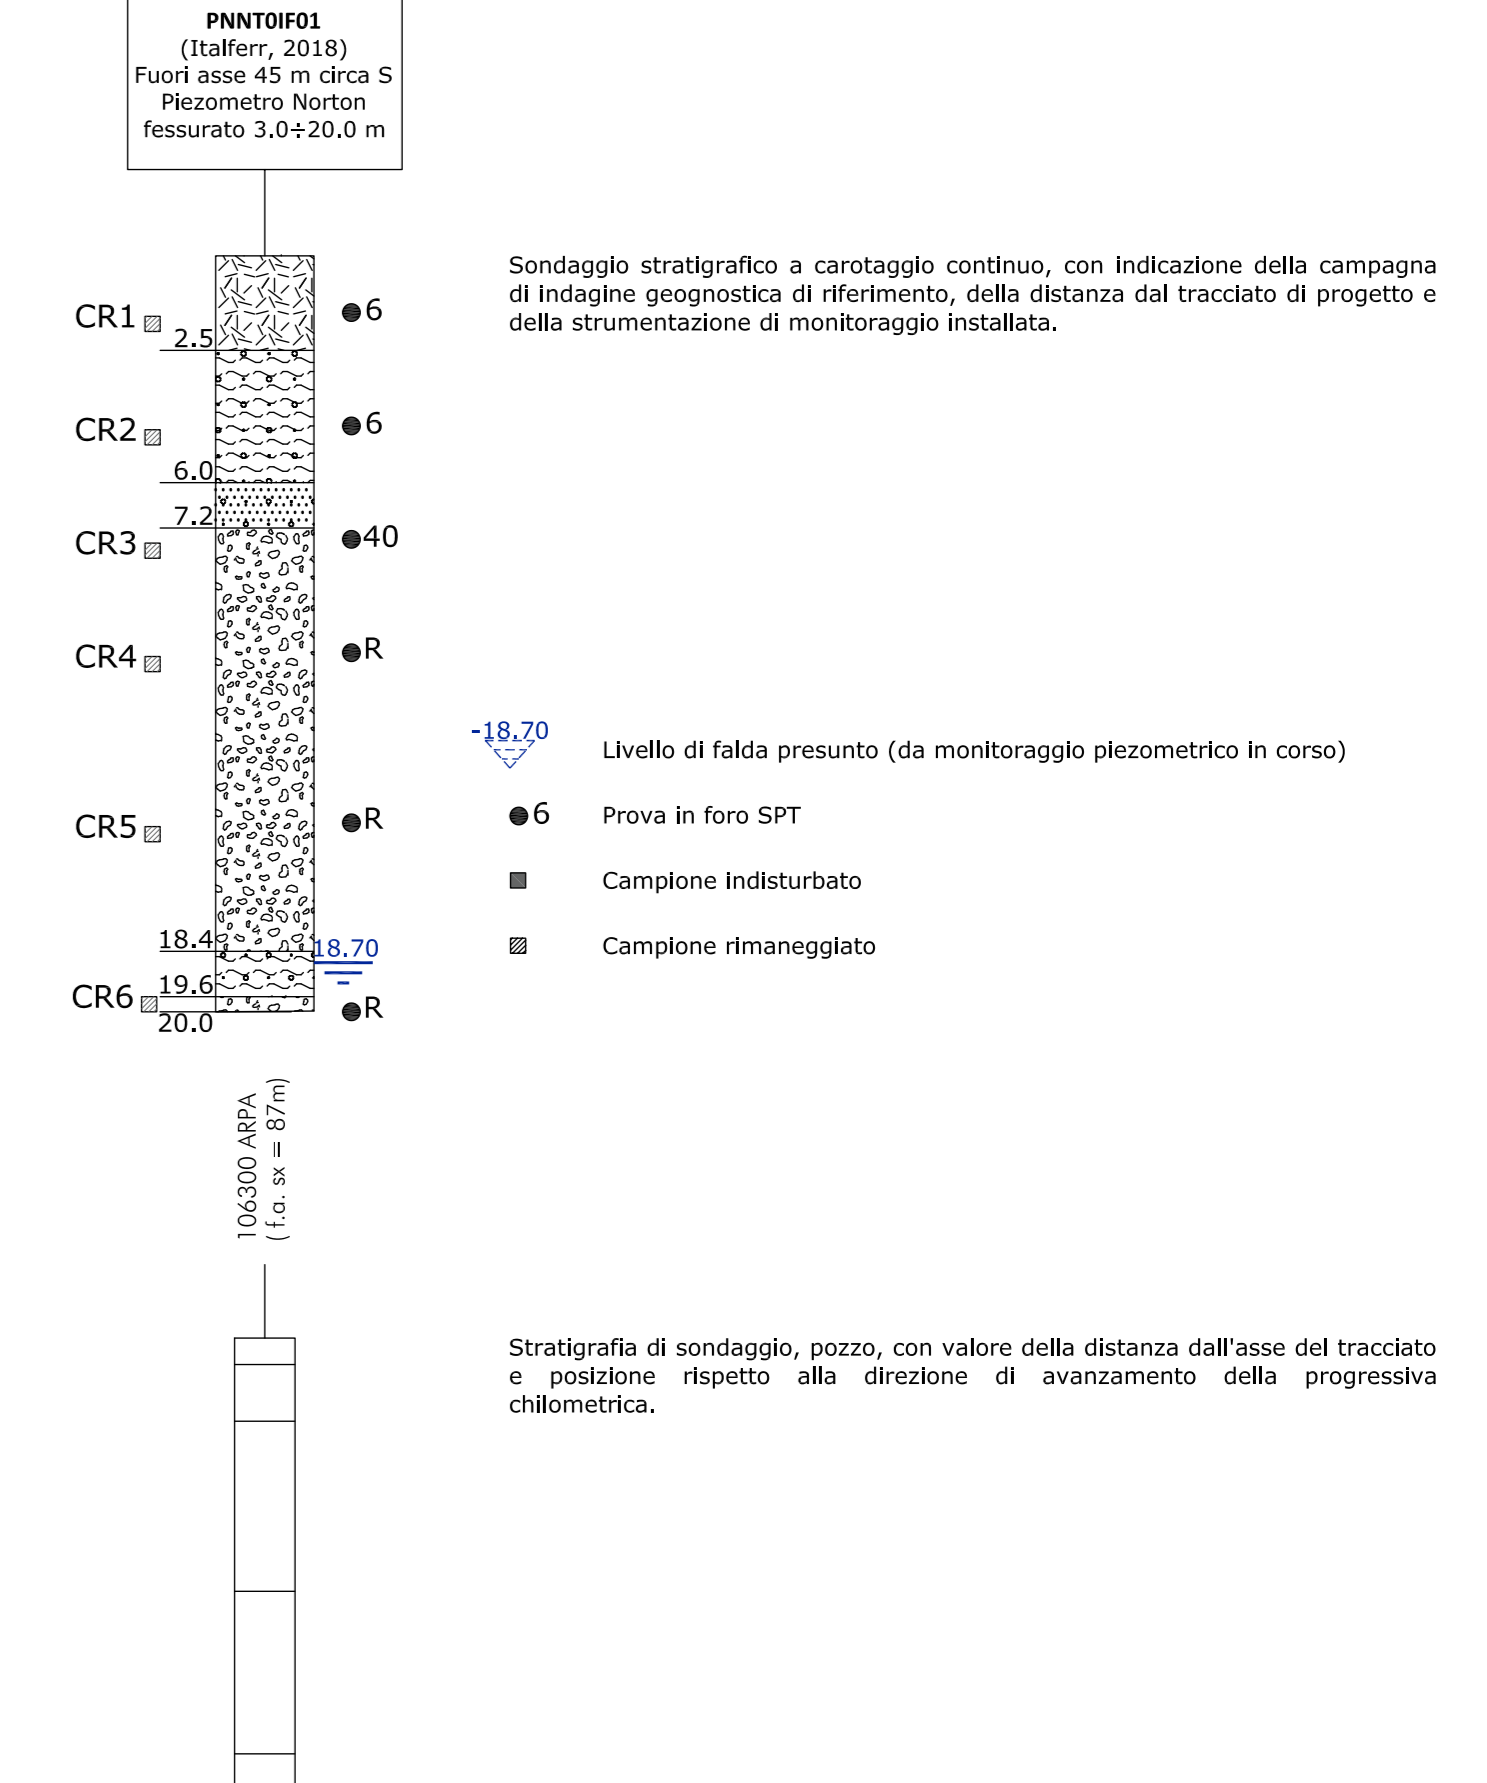 PNNT0IF01
(Italferr, 2018)
Fuori asse 45 m circa S
Piezometro Norton
fessurato 3.0÷20.0 m
Sondaggio stratigrafico a carotaggio continuo, con indicazione della campagna
di indagine geognostica di riferimento, della distanza dal tracciato di progetto e
della strumentazione di monitoraggio installata.
CR1
6
2.5
CR2
6
6.0
7.2
CR3
40
CR4
R
CR5
R
18.4
18.70
19.6
CR6
20.0
R
-18.70
Livello di falda presunto (da monitoraggio piezometrico in corso)
6 Prova in foro SPT
Campione indisturbato
Campione rimaneggiato
106300 ARPA
( f.a. sx = 87m)
Stratigrafia di sondaggio, pozzo, con valore della distanza dall'asse del tracciato
e posizione rispetto alla direzione di avanzamento della progressiva
chilometrica.